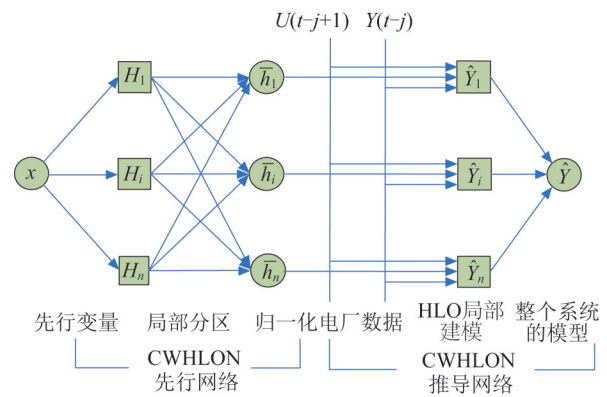 U(t−j+1) Y(t−j)
H₁ h̄₁ Ŷ₁
x Hᵢ h̄ᵢ Ŷᵢ Ŷ
Hₙ h̄ₙ Ŷₙ
先行变量 局部分区 归一化电厂数据 HLO局部建模 整个系统的模型
CWHLON
先行网络
CWHLON
推导网络